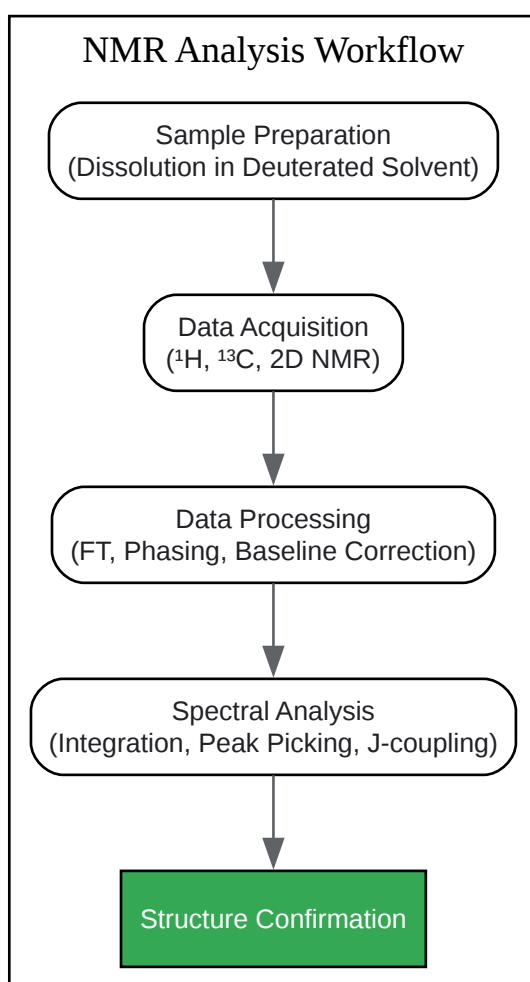 NMR Analysis Workflow
Sample Preparation
(Dissolution in Deuterated Solvent)
Data Acquisition
(¹H, ¹³C, 2D NMR)
Data Processing
(FT, Phasing, Baseline Correction)
Spectral Analysis
(Integration, Peak Picking, J-coupling)
Structure Confirmation